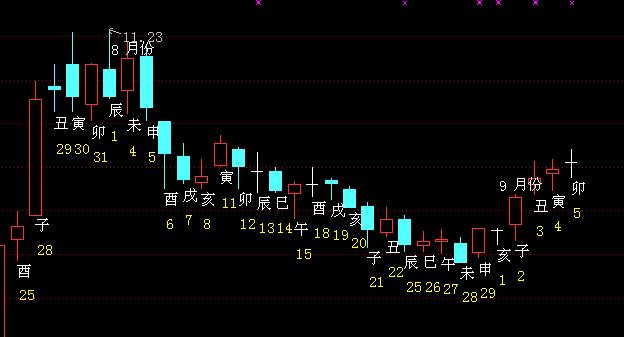 11.23
8 月份
丑 寅 卯 辰 未 申
29 30 31 1 4 5
子
28
酉
25
酉 戌 亥 寅 卯 辰 巳 午 酉 戌 亥
6 7 8 11 12 13 14 15 18 19 20
子 丑 辰 巳 午 未 申 亥 子
21 22 25 26 27 28 29 1 2
9 月份
丑 寅 卯
3 4 5